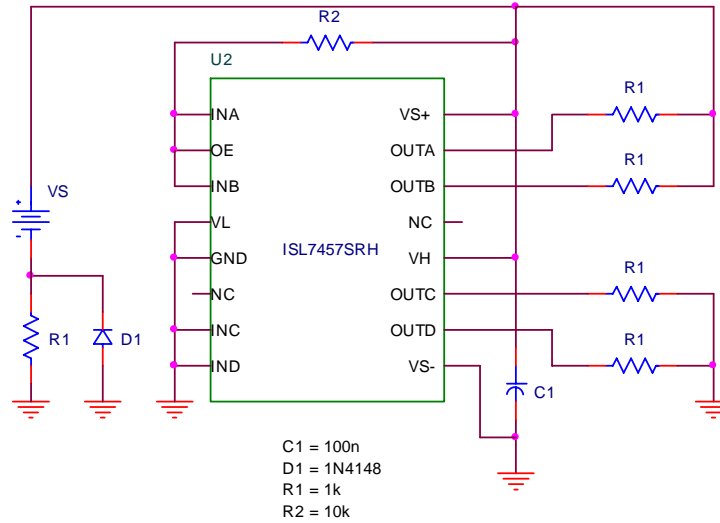 R2
U2
R1
INA
VS+
OE
OUTA
R1
INB
OUTB
VS
+
-
VL
NC
ISL7457SRH
GND
VH
R1
NC
OUTC
R1
D1
INC
OUTD
R1
IND
VS-
C1
C1 = 100n
D1 = 1N4148
R1 = 1k
R2 = 10k